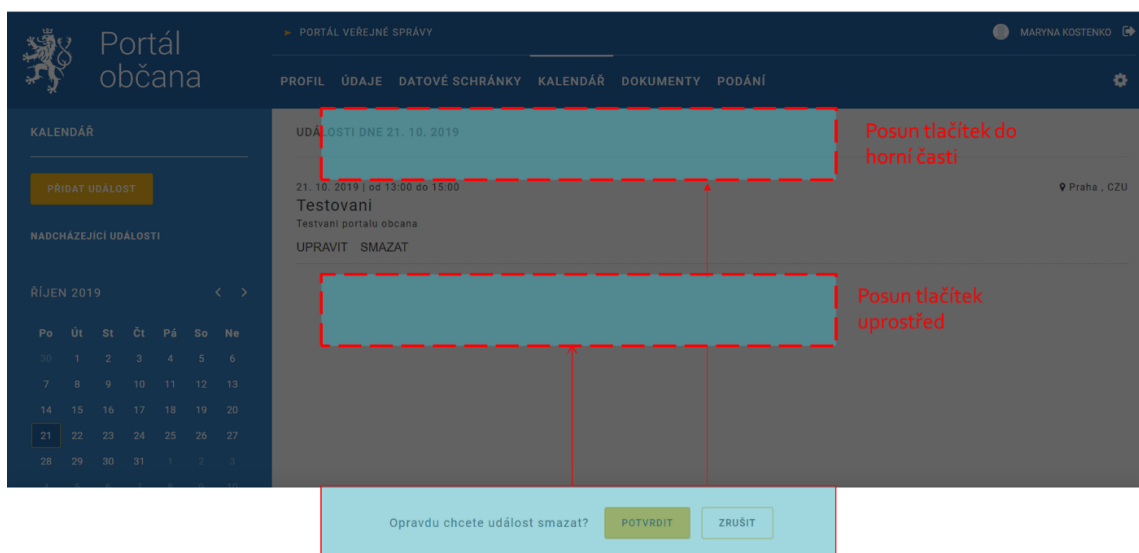 Portál
občana
► PORTÁL VEŘEJNÉ SPRÁVY
MARYNA KOSTENKO
PROFIL ÚDAJE DATOVÉ SCHRÁNKY KALENDÁŘ DOKUMENTY PODÁNÍ
KALENDÁŘ
PŘIDAT UDÁLOST
NADCHÁZEJÍCÍ UDÁLOSTI
ŘÍJEN 2019
Po Út St Čt Pá So Ne
30 1 2 3 4 5 6
7 8 9 10 11 12 13
14 15 16 17 18 19 20
21 22 23 24 25 26 27
28 29 30 31 1 2 3
UDÁLOSTI DNE 21. 10. 2019
Posun tlačítek do
horní časti
21. 10. 2019 | od 13:00 do 15:00
Praha , CZU
Testovani
Testvani portalu obcana
UPRAVIT SMAZAT
Posun tlačítek
uprostřed
Opravdu chcete událost smazat? POTVRDIT ZRUŠIT